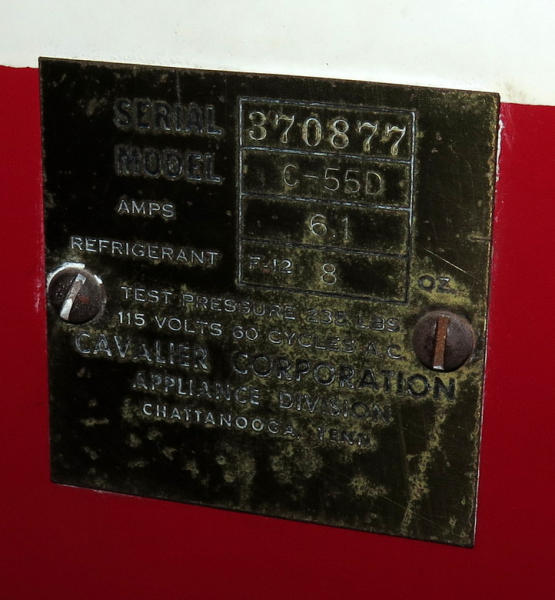 SERIAL 370877
MODEL C-55D
AMPS 6.1
REFRIGERANT F-12 8 OZ.
TEST PRESSURE 235 LBS
115 VOLTS 60 CYCLES A.C.
CAVALIER CORPORATION
APPLIANCE DIVISION
CHATTANOOGA, TENN.